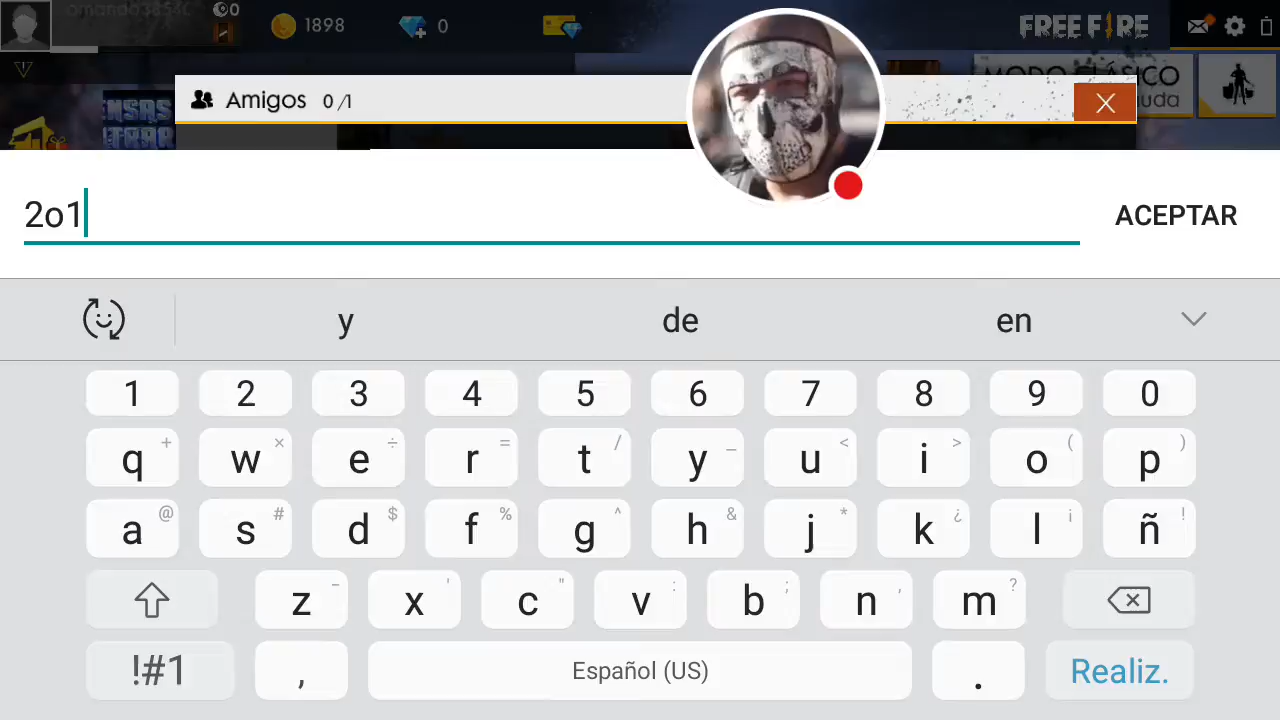 1898
0
FREE FIRE
Amigos 0/1
MODO CLÁSICO
X
2o1
ACEPTAR
y de en
1 2 3 4 5 6 7 8 9 0
q + w × e ÷ r = t / y _ u < i > o ( p )
a @ s # d $ f % g ^ h & j * k ¿ l ¡ ñ !
z - x ' c " v : b ; n , m ?
!#1 , Español (US) . Realiz.